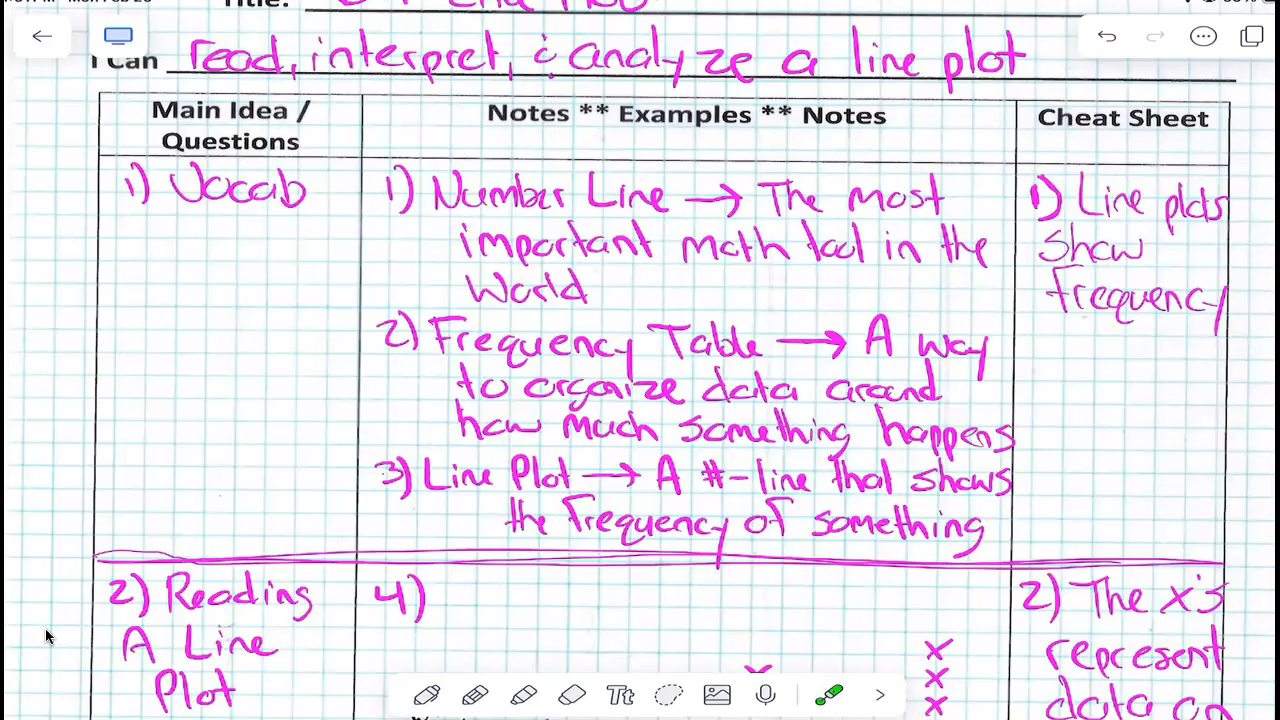 Title:
I Can read, interpret, & analyze a line plot
Main Idea /
Questions
Notes ** Examples ** Notes
Cheat Sheet
1) Vocab
1) Number Line → The most
important math tool in the
World
2) Frequency Table → A way
to organize data around
how much something happens
3) Line Plot → A #-line that shows
the frequency of something
1) Line plots
show
frequency
2) Reading
A Line
Plot
4)
x
x
x
x
2) The x's
represent
data on
Tt